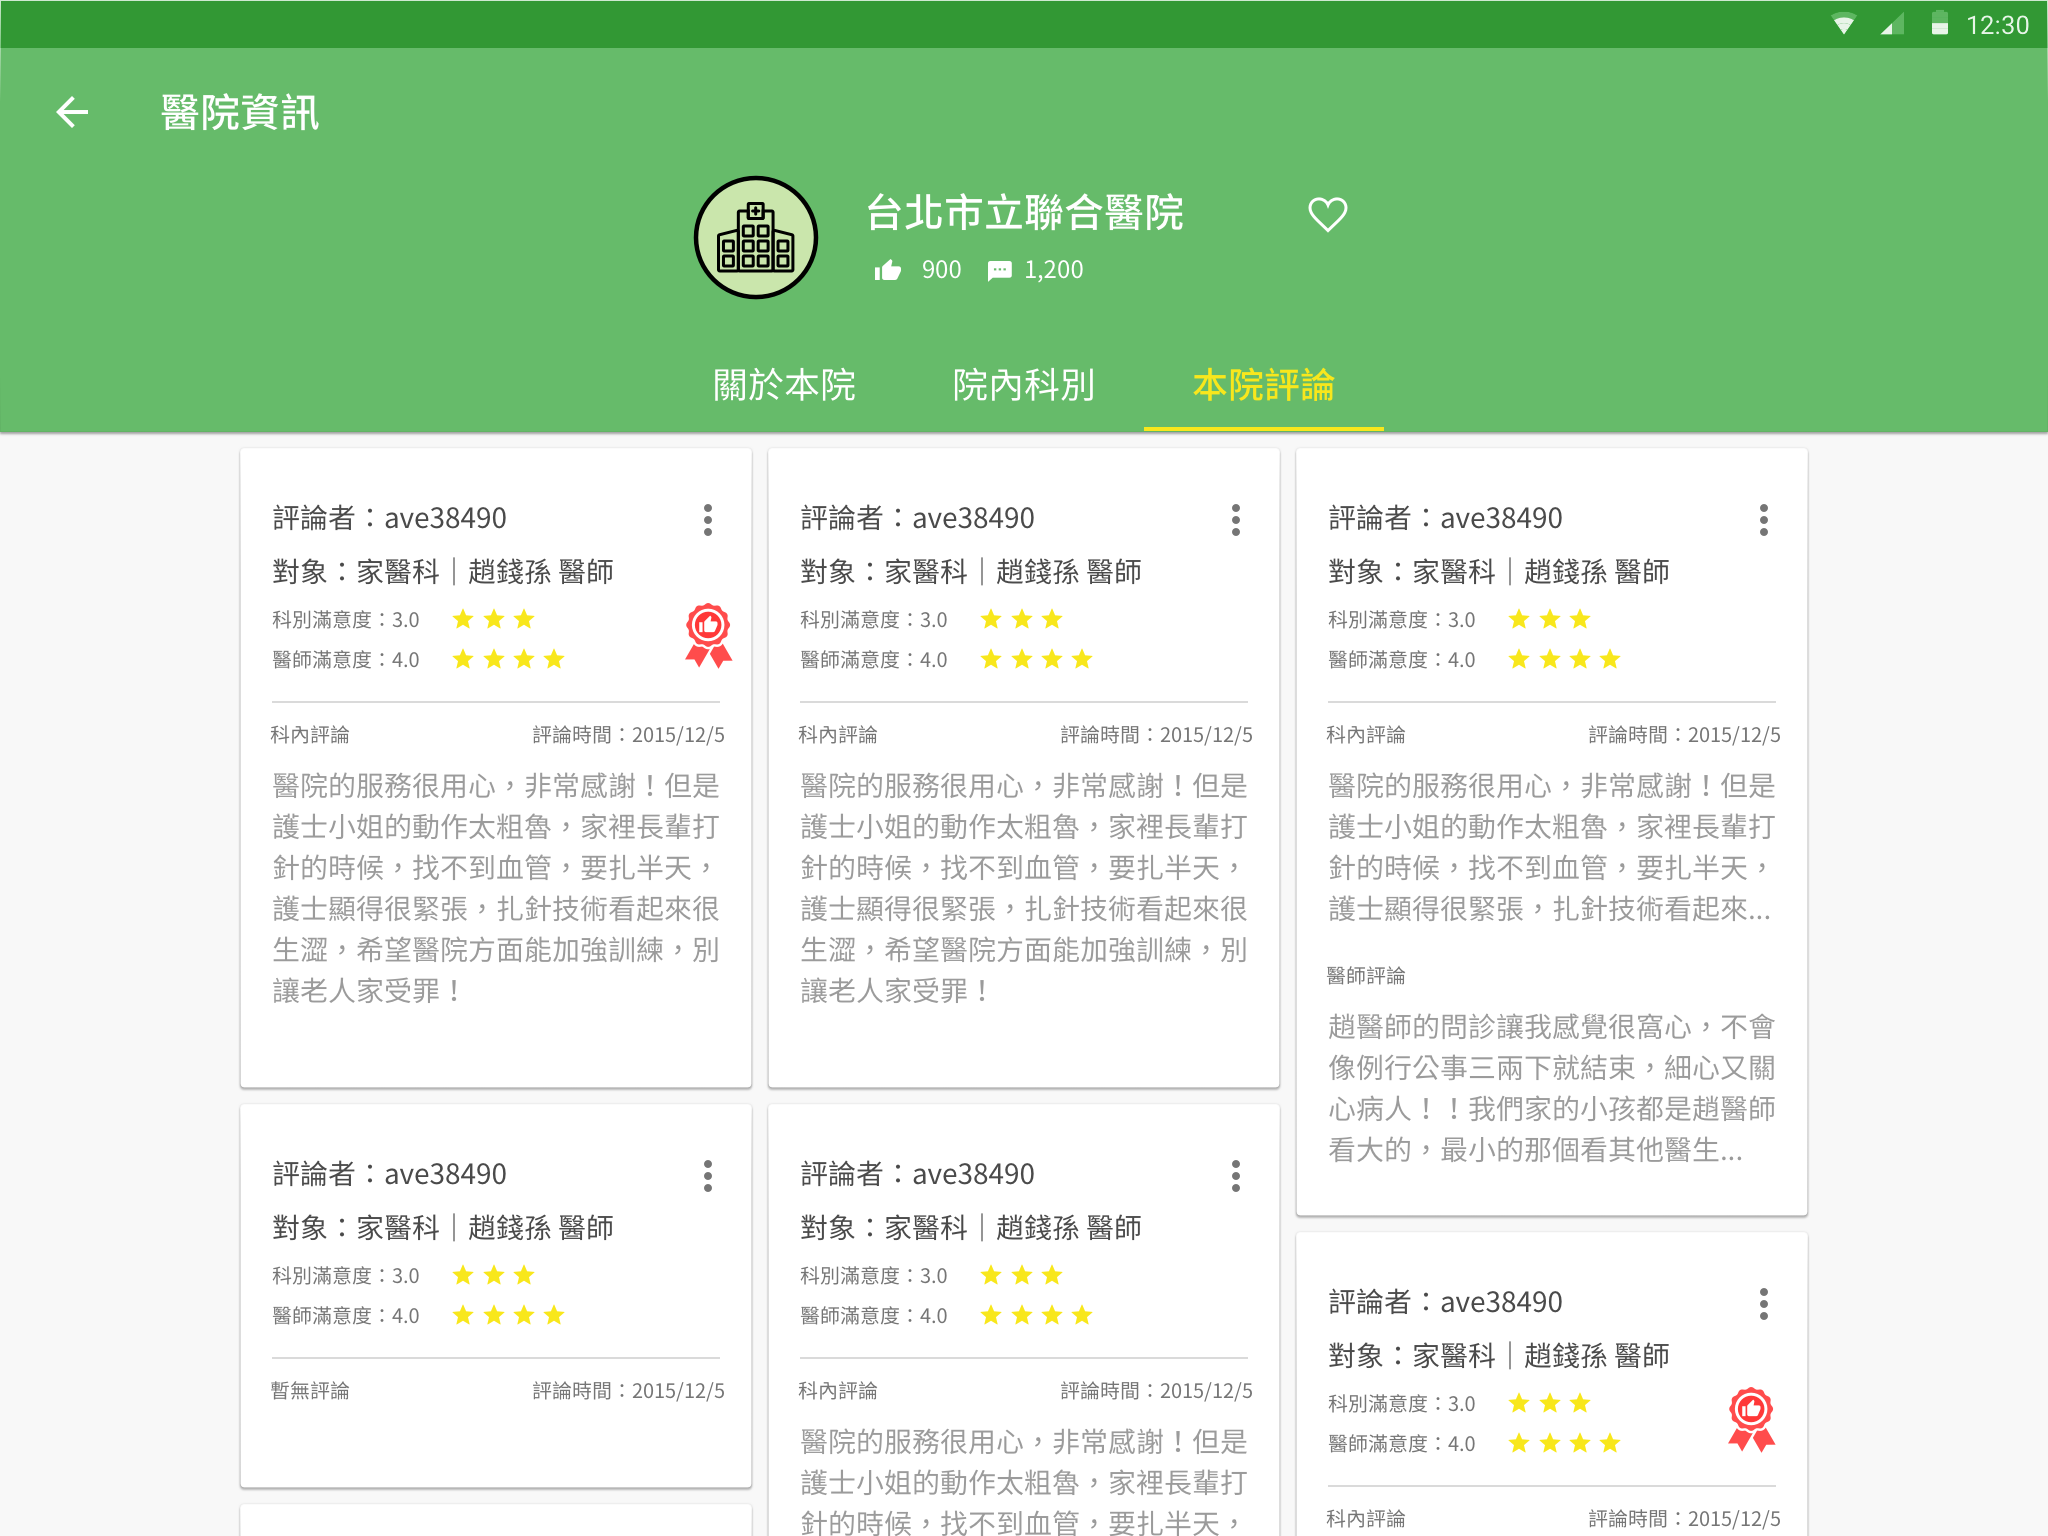 12:30
醫院資訊
台北市立聯合醫院
900 1,200
關於本院 院內科別 本院評論
評論者：ave38490
對象：家醫科｜趙錢孫 醫師
科別滿意度：3.0
醫師滿意度：4.0
科內評論 評論時間：2015/12/5
醫院的服務很用心，非常感謝！但是
護士小姐的動作太粗魯，家裡長輩打
針的時候，找不到血管，要扎半天，
護士顯得很緊張，扎針技術看起來很
生澀，希望醫院方面能加強訓練，別
讓老人家受罪！
評論者：ave38490
對象：家醫科｜趙錢孫 醫師
科別滿意度：3.0
醫師滿意度：4.0
科內評論 評論時間：2015/12/5
醫院的服務很用心，非常感謝！但是
護士小姐的動作太粗魯，家裡長輩打
針的時候，找不到血管，要扎半天，
護士顯得很緊張，扎針技術看起來很
生澀，希望醫院方面能加強訓練，別
讓老人家受罪！
評論者：ave38490
對象：家醫科｜趙錢孫 醫師
科別滿意度：3.0
醫師滿意度：4.0
科內評論 評論時間：2015/12/5
醫院的服務很用心，非常感謝！但是
護士小姐的動作太粗魯，家裡長輩打
針的時候，找不到血管，要扎半天，
護士顯得很緊張，扎針技術看起來...
醫師評論
趙醫師的問診讓我感覺很窩心，不會
像例行公事三兩下就結束，細心又關
心病人！！我們家的小孩都是趙醫師
看大的，最小的那個看其他醫生...
評論者：ave38490
對象：家醫科｜趙錢孫 醫師
科別滿意度：3.0
醫師滿意度：4.0
暫無評論 評論時間：2015/12/5
評論者：ave38490
對象：家醫科｜趙錢孫 醫師
科別滿意度：3.0
醫師滿意度：4.0
科內評論 評論時間：2015/12/5
醫院的服務很用心，非常感謝！但是
護士小姐的動作太粗魯，家裡長輩打
針的時候，找不到血管，要扎半天，
評論者：ave38490
對象：家醫科｜趙錢孫 醫師
科別滿意度：3.0
醫師滿意度：4.0
科內評論 評論時間：2015/12/5